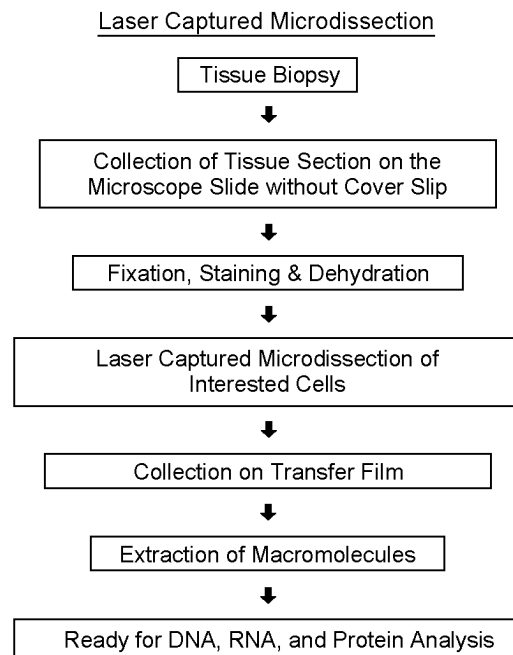 Laser Captured Microdissection
Tissue Biopsy
Collection of Tissue Section on the
Microscope Slide without Cover Slip
Fixation, Staining & Dehydration
Laser Captured Microdissection of
Interested Cells
Collection on Transfer Film
Extraction of Macromolecules
Ready for DNA, RNA, and Protein Analysis